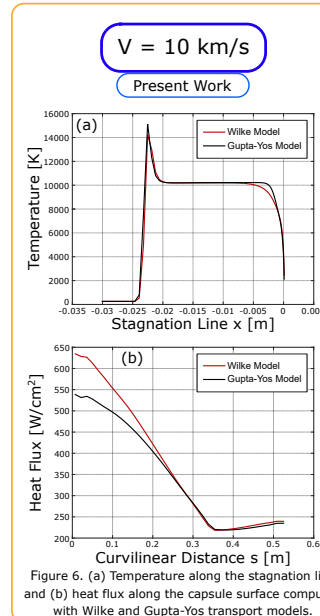 V = 10 km/s
Present Work
(a)
Wilke Model
Gupta-Yos Model
Temperature [K]
16000
14000
12000
10000
8000
6000
4000
2000
0
-0.035
-0.03
-0.025
-0.02
-0.015
-0.01
-0.005
0
0.005
Stagnation Line x [m]
(b)
Wilke Model
Gupta-Yos Model
Heat Flux [W/cm²]
650
600
550
500
450
400
350
300
250
200
0
0.1
0.2
0.3
0.4
0.5
0.6
Curvilinear Distance s [m]
Figure 6. (a) Temperature along the stagnation li
and (b) heat flux along the capsule surface compu
with Wilke and Gupta-Yos transport models.